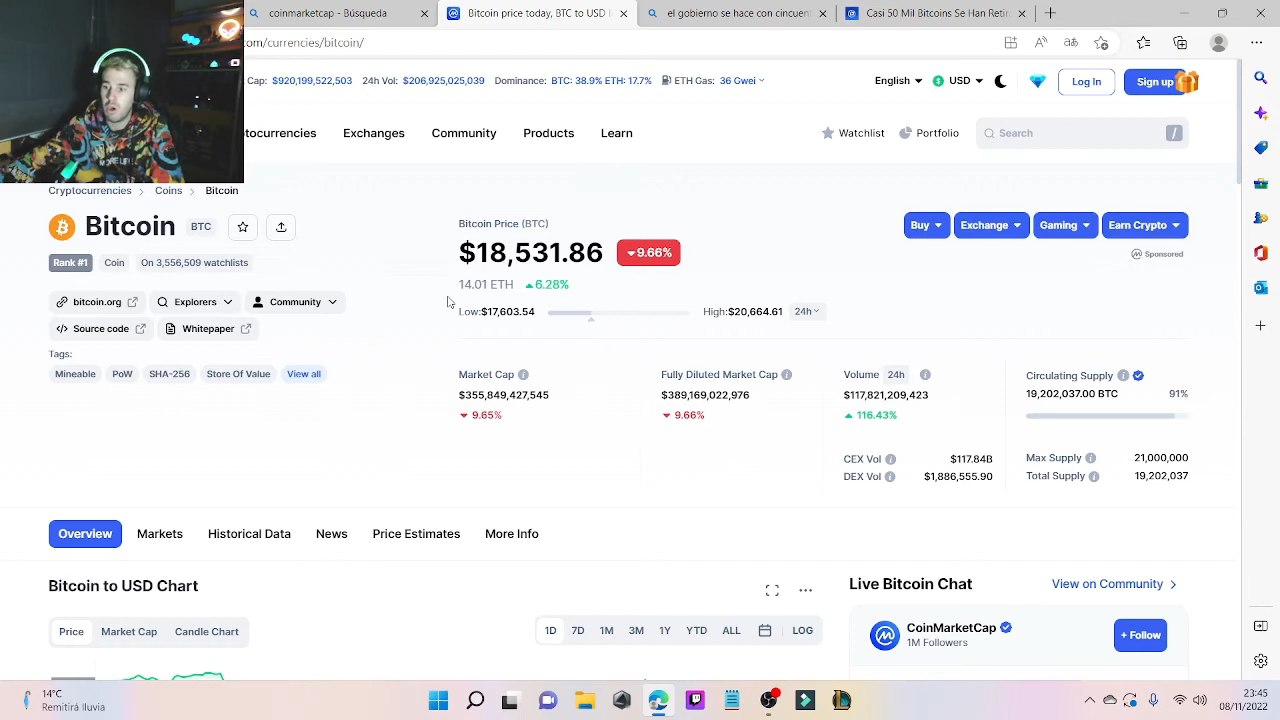 coinmarketcap - Búsqueda
Bitcoin price today, BTC to USD l
¿gobierno se hace con circuen
Casi 50 Mil Personas Se Han Retir
om/currencies/bitcoin/
Cap: $920,199,522,503 24h Vol: $206,925,025,039 Dominance: BTC: 38.9% ETH: 17.7% ETH Gas: 36 Gwei
English USD Log In Sign up
tocurrencies Exchanges Community Products Learn
Watchlist Portfolio Search /
Cryptocurrencies > Coins > Bitcoin
Bitcoin BTC
Rank #1 Coin On 3,556,509 watchlists
bitcoin.org Explorers Community
Source code Whitepaper
Tags:
Mineable PoW SHA-256 Store Of Value View all
Bitcoin Price (BTC)
$18,531.86 9.66%
14.01 ETH 6.28%
Low:$17,603.54 High:$20,664.61 24h
Buy Exchange Gaming Earn Crypto
Sponsored
Market Cap
$355,849,427,545
9.65%
Fully Diluted Market Cap
$389,169,022,976
9.66%
Volume 24h
$117,821,209,423
116.43%
CEX Vol $117.84B
DEX Vol $1,886,555.90
Circulating Supply
19,202,037.00 BTC 91%
Max Supply 21,000,000
Total Supply 19,202,037
Overview Markets Historical Data News Price Estimates More Info
Bitcoin to USD Chart
Price Market Cap Candle Chart
1D 7D 1M 3M 1Y YTD ALL LOG
Live Bitcoin Chat View on Community >
CoinMarketCap
1M Followers
+ Follow
14°C
Remitirá lluvia
23:45
08/11/2022